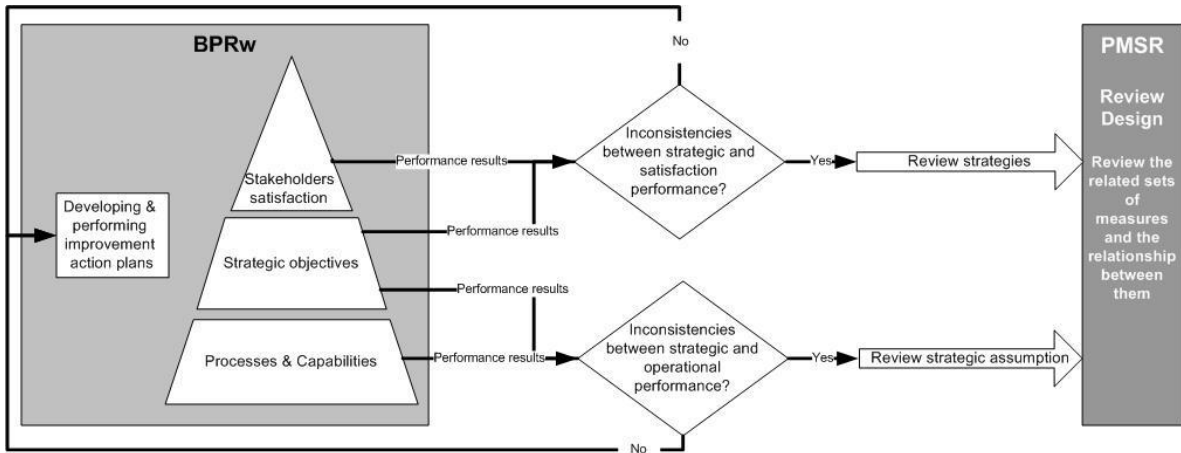 No
BPRw
Stakeholders
satisfaction
Developing &
performing
improvement
action plans
Strategic objectives
Processes & Capabilities
Performance results
Performance results
Performance results
Performance results
Inconsistencies
between strategic and
satisfaction
performance?
Yes
Review strategies
Inconsistencies
between strategic and
operational
performance?
Yes
Review strategic assumption
No
PMSR
Review
Design
Review the
related sets
of
measures
and the
relationship
between
them